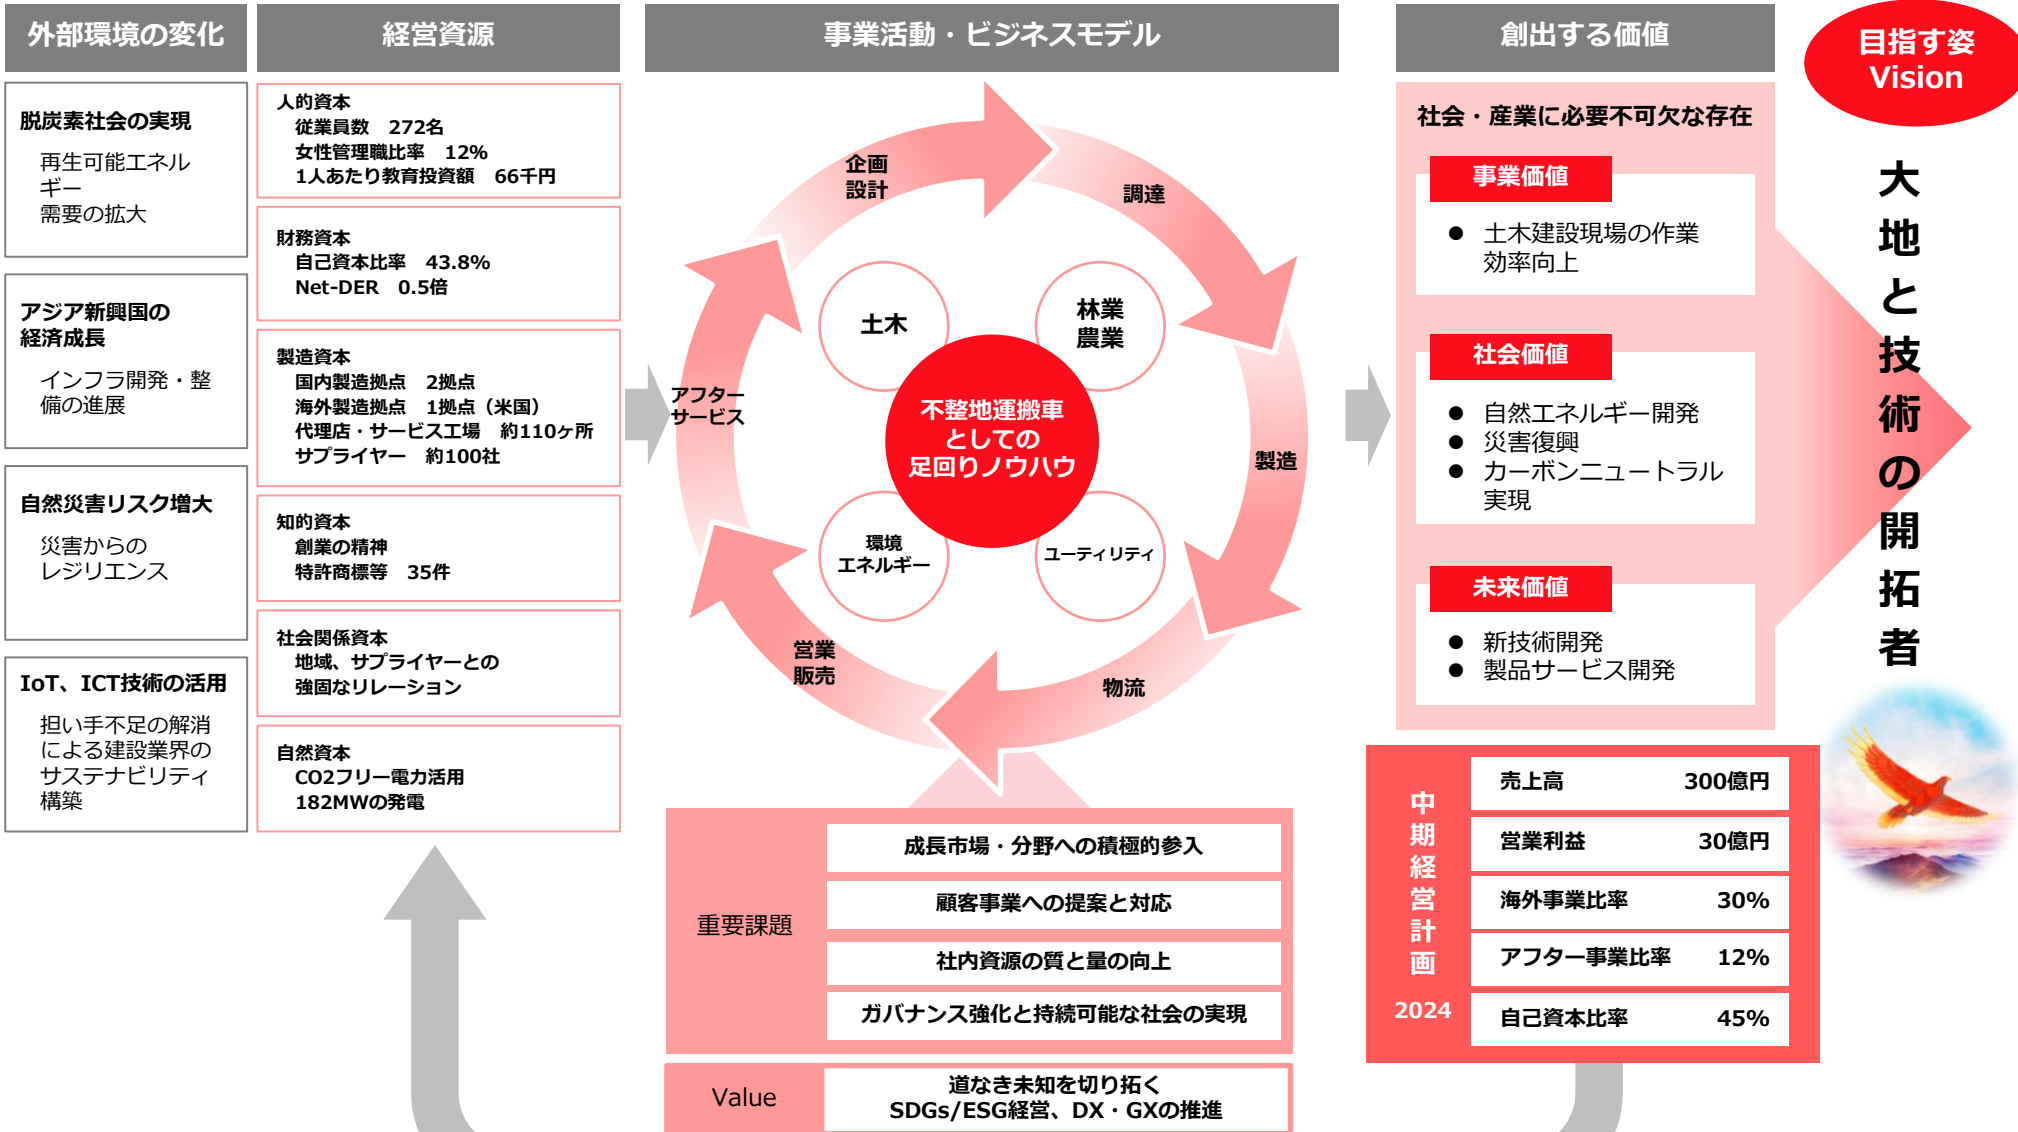 外部環境の変化
脱炭素社会の実現
再生可能エネル
ギー
需要の拡大
アジア新興国の
経済成長
インフラ開発・整
備の進展
自然災害リスク増大
災害からの
レジリエンス
IoT、ICT技術の活用
担い手不足の解消
による建設業界の
サステナビリティ
構築
経営資源
人的資本
従業員数　272名
女性管理職比率　12%
1人あたり教育投資額　66千円
財務資本
自己資本比率　43.8%
Net-DER　0.5倍
製造資本
国内製造拠点　2拠点
海外製造拠点　1拠点（米国）
代理店・サービス工場　約110ヶ所
サプライヤー　約100社
知的資本
創業の精神
特許商標等　35件
社会関係資本
地域、サプライヤーとの
強固なリレーション
自然資本
CO2フリー電力活用
182MWの発電
事業活動・ビジネスモデル
企画
設計
調達
製造
物流
営業
販売
アフター
サービス
土木
林業
農業
不整地運搬車
としての
足回りノウハウ
環境
エネルギー
ユーティリティ
重要課題
成長市場・分野への積極的参入
顧客事業への提案と対応
社内資源の質と量の向上
ガバナンス強化と持続可能な社会の実現
Value
道なき未知を切り拓く
SDGs/ESG経営、DX・GXの推進
創出する価値
社会・産業に必要不可欠な存在
事業価値
● 土木建設現場の作業
効率向上
社会価値
● 自然エネルギー開発
● 災害復興
● カーボンニュートラル
実現
未来価値
● 新技術開発
● 製品サービス開発
中期経営計画
2024
売上高　300億円
営業利益　30億円
海外事業比率　30%
アフター事業比率　12%
自己資本比率　45%
目指す姿
Vision
大地と技術の開拓者